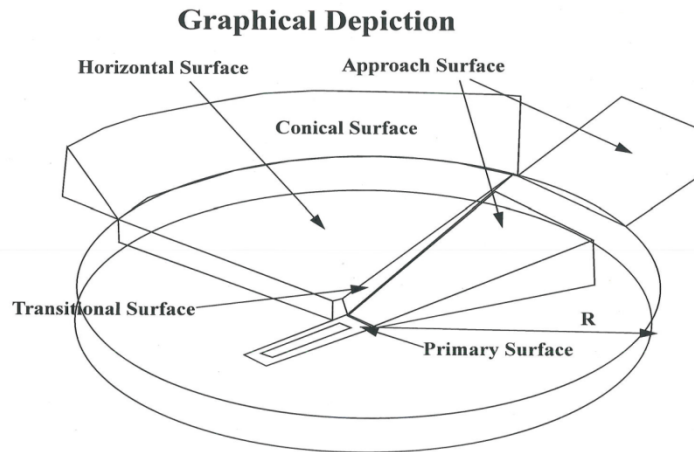 Graphical Depiction
Horizontal Surface
Approach Surface
Conical Surface
Transitional Surface
R
Primary Surface